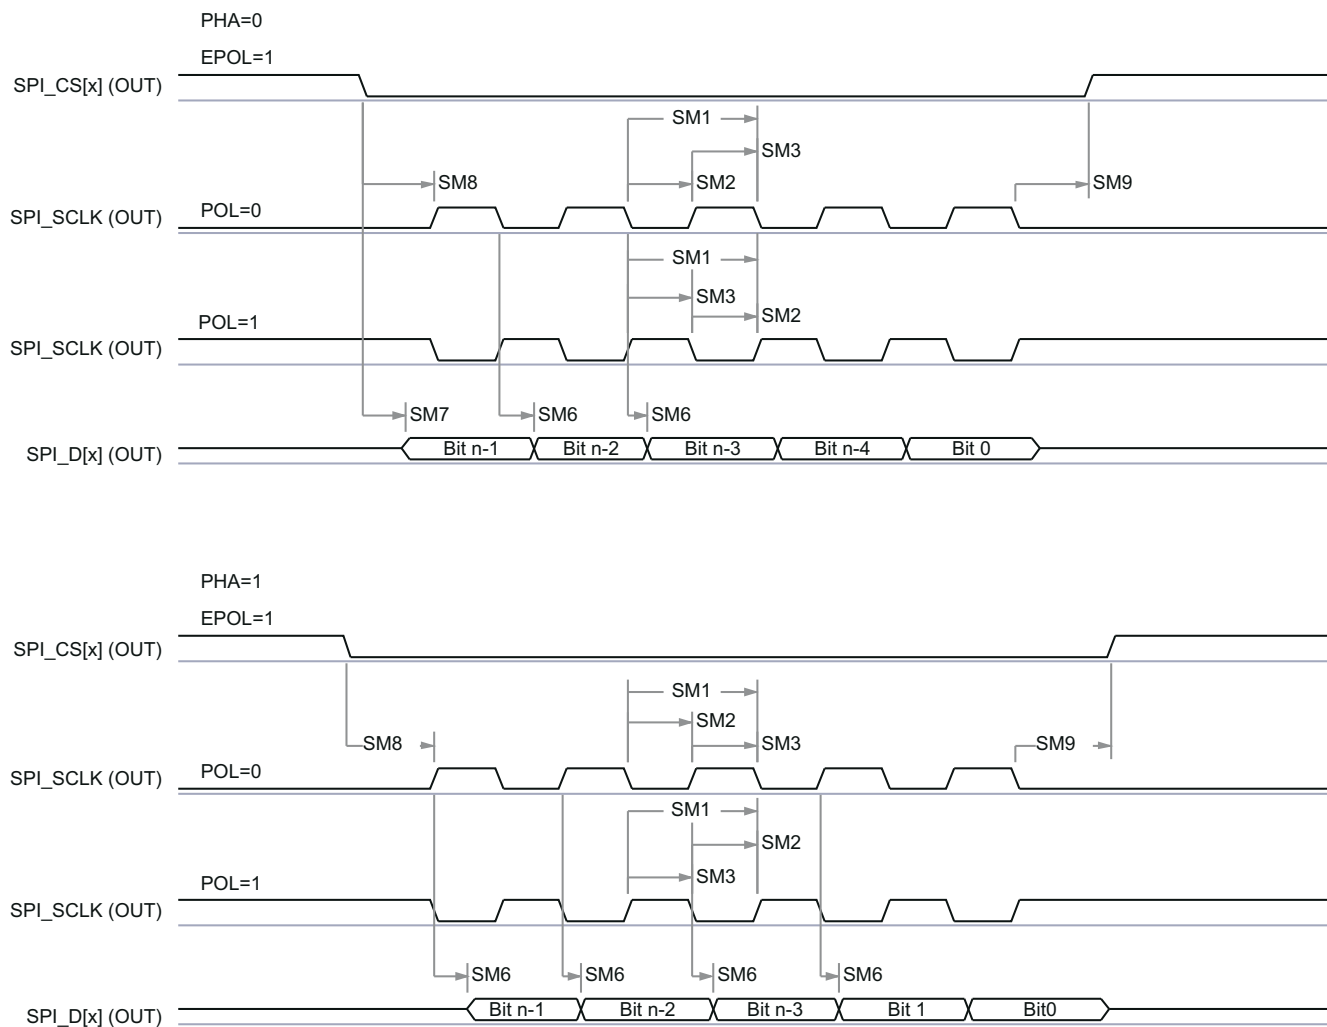 PHA=0
EPOL=1
SPI_CS[x] (OUT)
SM1
SM3
SM8
SM2
SM9
SPI_SCLK (OUT)
POL=0
SM1
SM3
SM2
POL=1
SPI_SCLK (OUT)
SM7
SM6
SM6
SPI_D[x] (OUT)
Bit n-1
Bit n-2
Bit n-3
Bit n-4
Bit 0
PHA=1
EPOL=1
SPI_CS[x] (OUT)
SM1
SM2
SM8
SM3
SM9
SPI_SCLK (OUT)
POL=0
SM1
SM2
SM3
POL=1
SPI_SCLK (OUT)
SM6
SM6
SM6
SM6
SPI_D[x] (OUT)
Bit n-1
Bit n-2
Bit n-3
Bit 1
Bit0